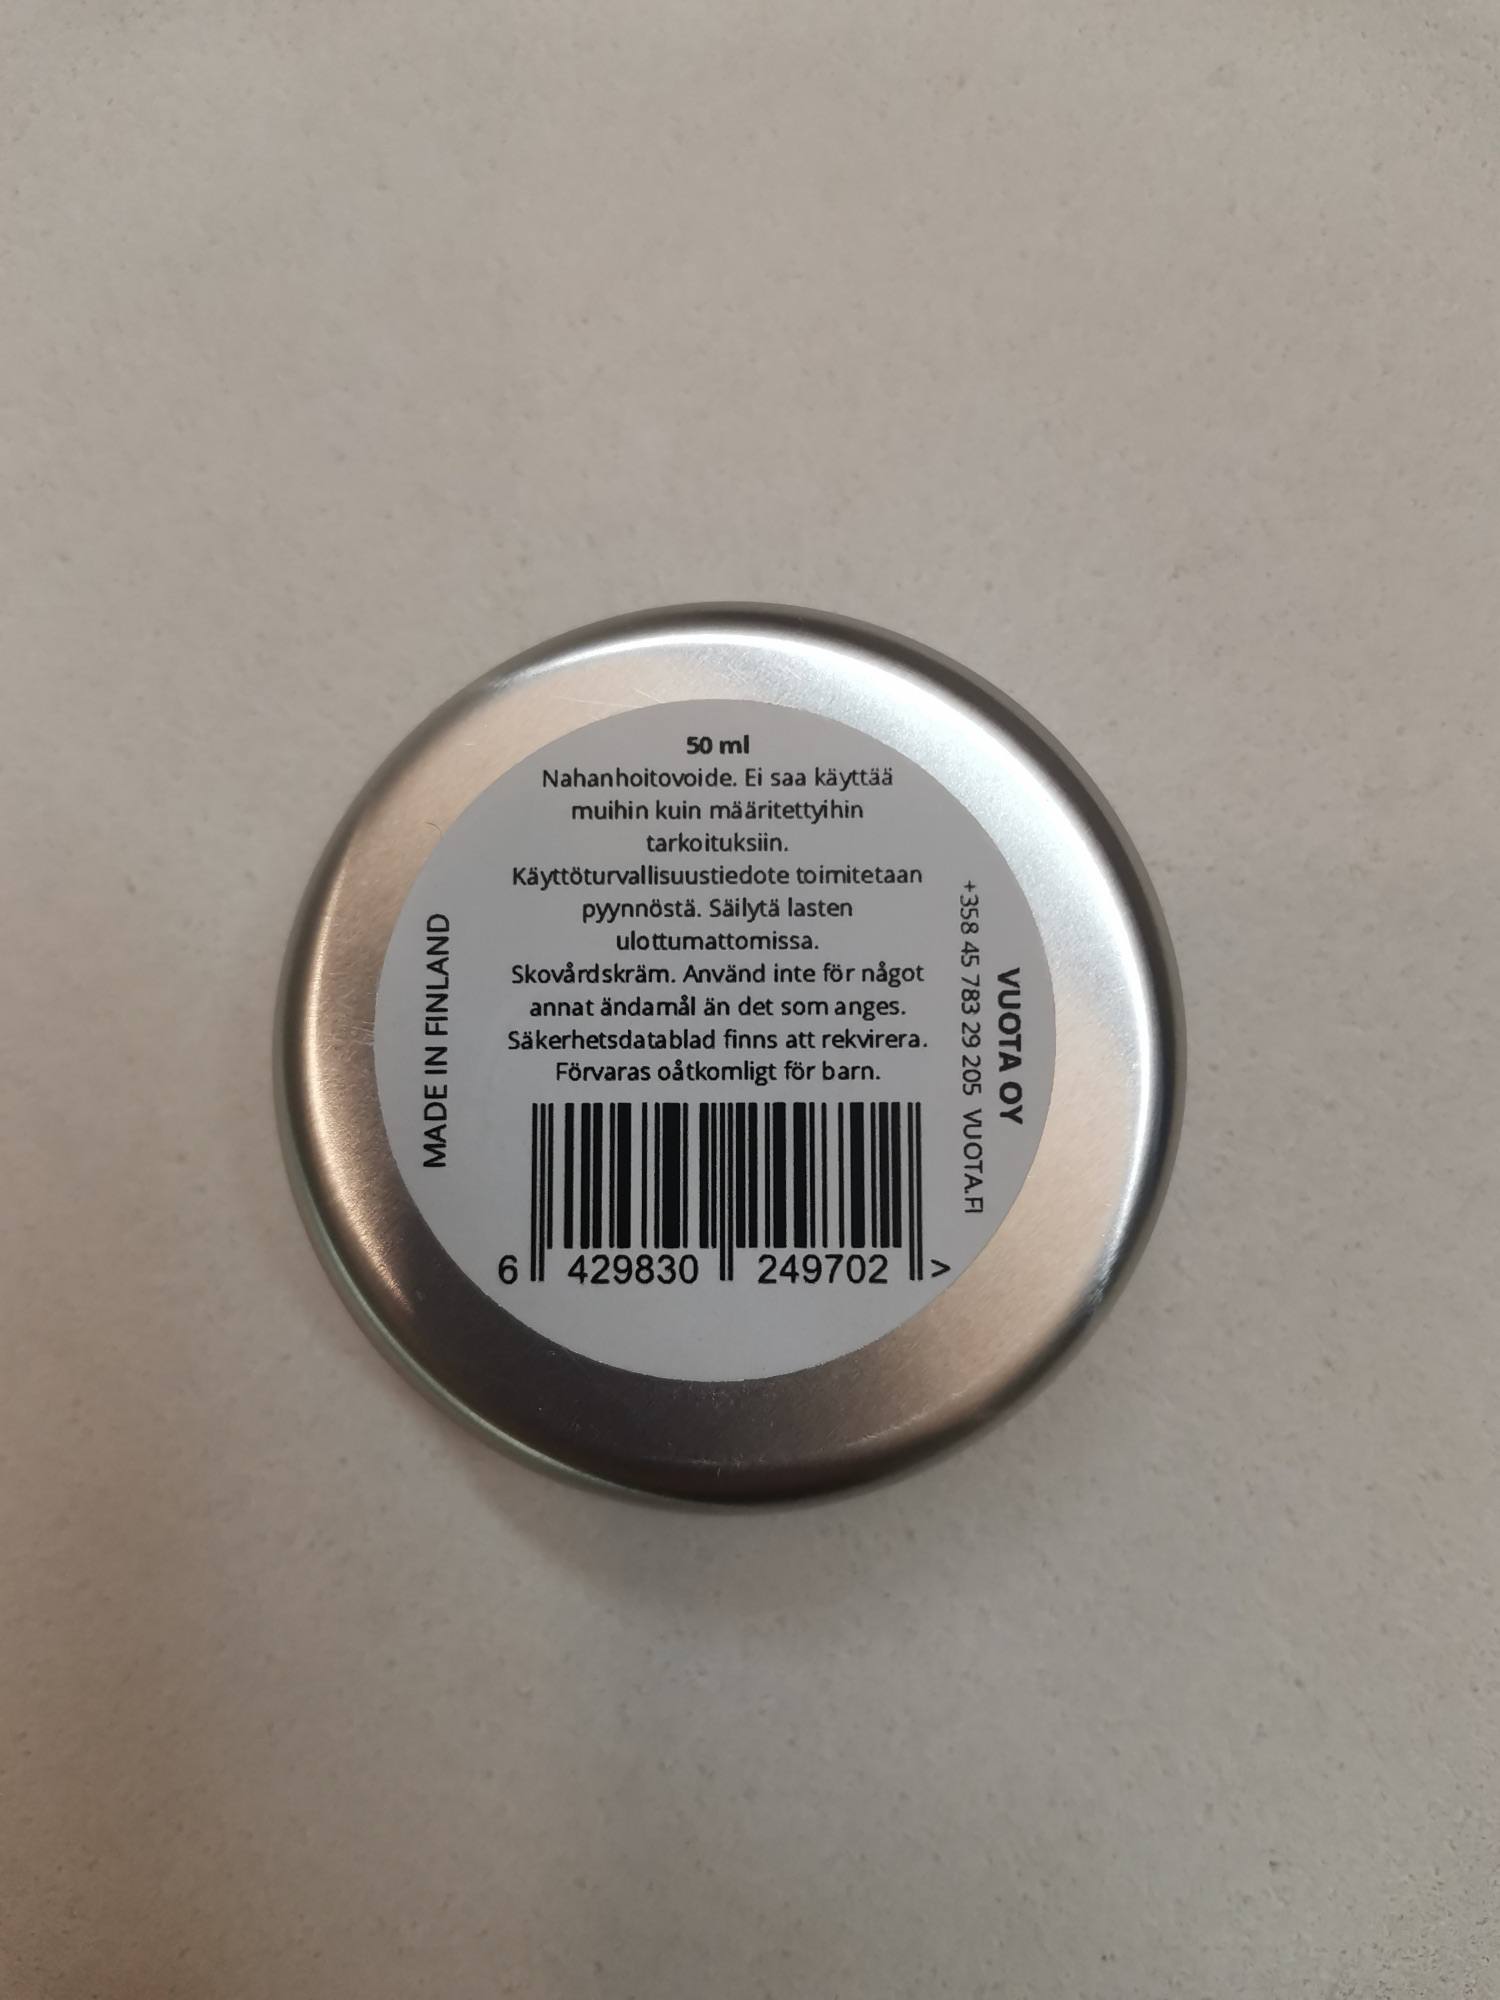 50 ml
Nahanhoitovoide. Ei saa käyttää
muihin kuin määritettyihin
tarkoituksiin.
Käyttöturvallisuustiedote toimitetaan
pyynnöstä. Säilytä lasten
ulottumattomissa.
Skovårdskräm. Använd inte för något
annat ändamål än det som anges.
Säkerhetsdatablad finns att rekvirera.
Förvaras oåtkomligt för barn.
6 429830 249702 >
MADE IN FINLAND
VUOTA OY
+358 45 783 29 205 VUOTA.FI